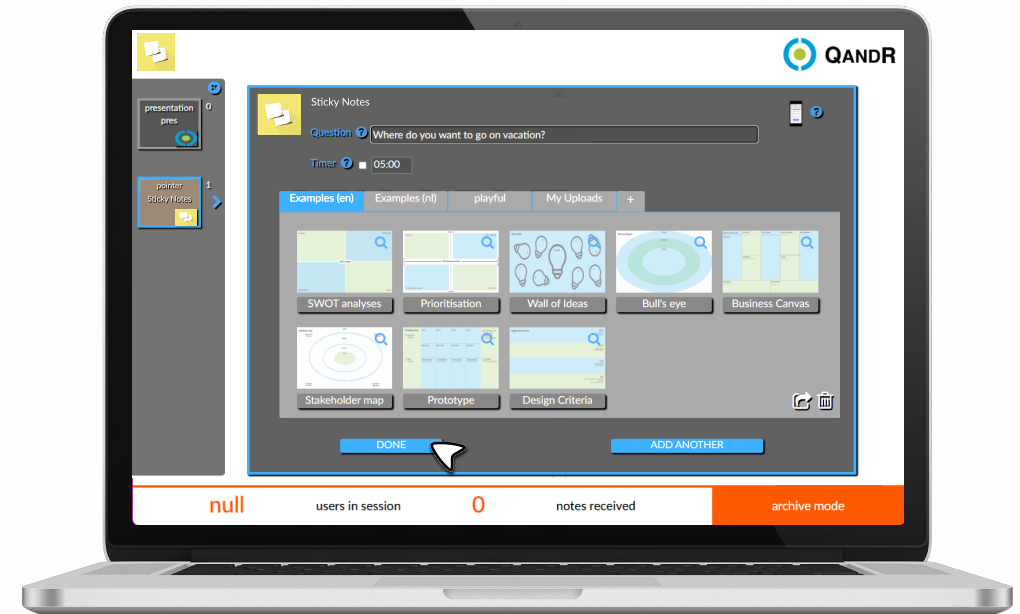 QANDR
presentation
pres
0
pointer
Sticky Notes
1
Sticky Notes
Question ?
Where do you want to go on vacation?
Timer ?
05:00
Examples (en)
Examples (nl)
playful
My Uploads
+
SWOT analyses
Prioritisation
Wall of Ideas
Bull's eye
Business Canvas
Stakeholder map
Prototype
Design Criteria
DONE
ADD ANOTHER
null
users in session
0
notes received
archive mode